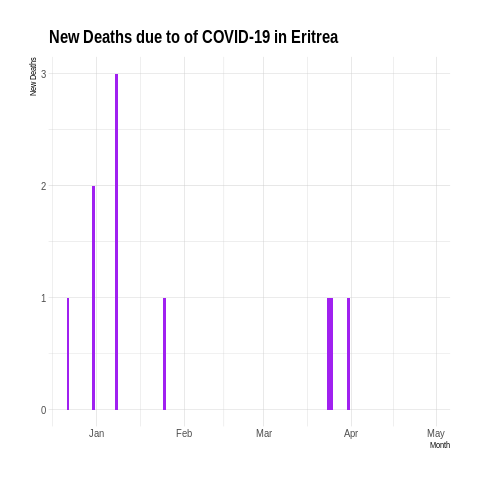 New Deaths due to of COVID-19 in Eritrea
New Deaths
3
2
1
0
Jan Feb Mar Apr May
Month